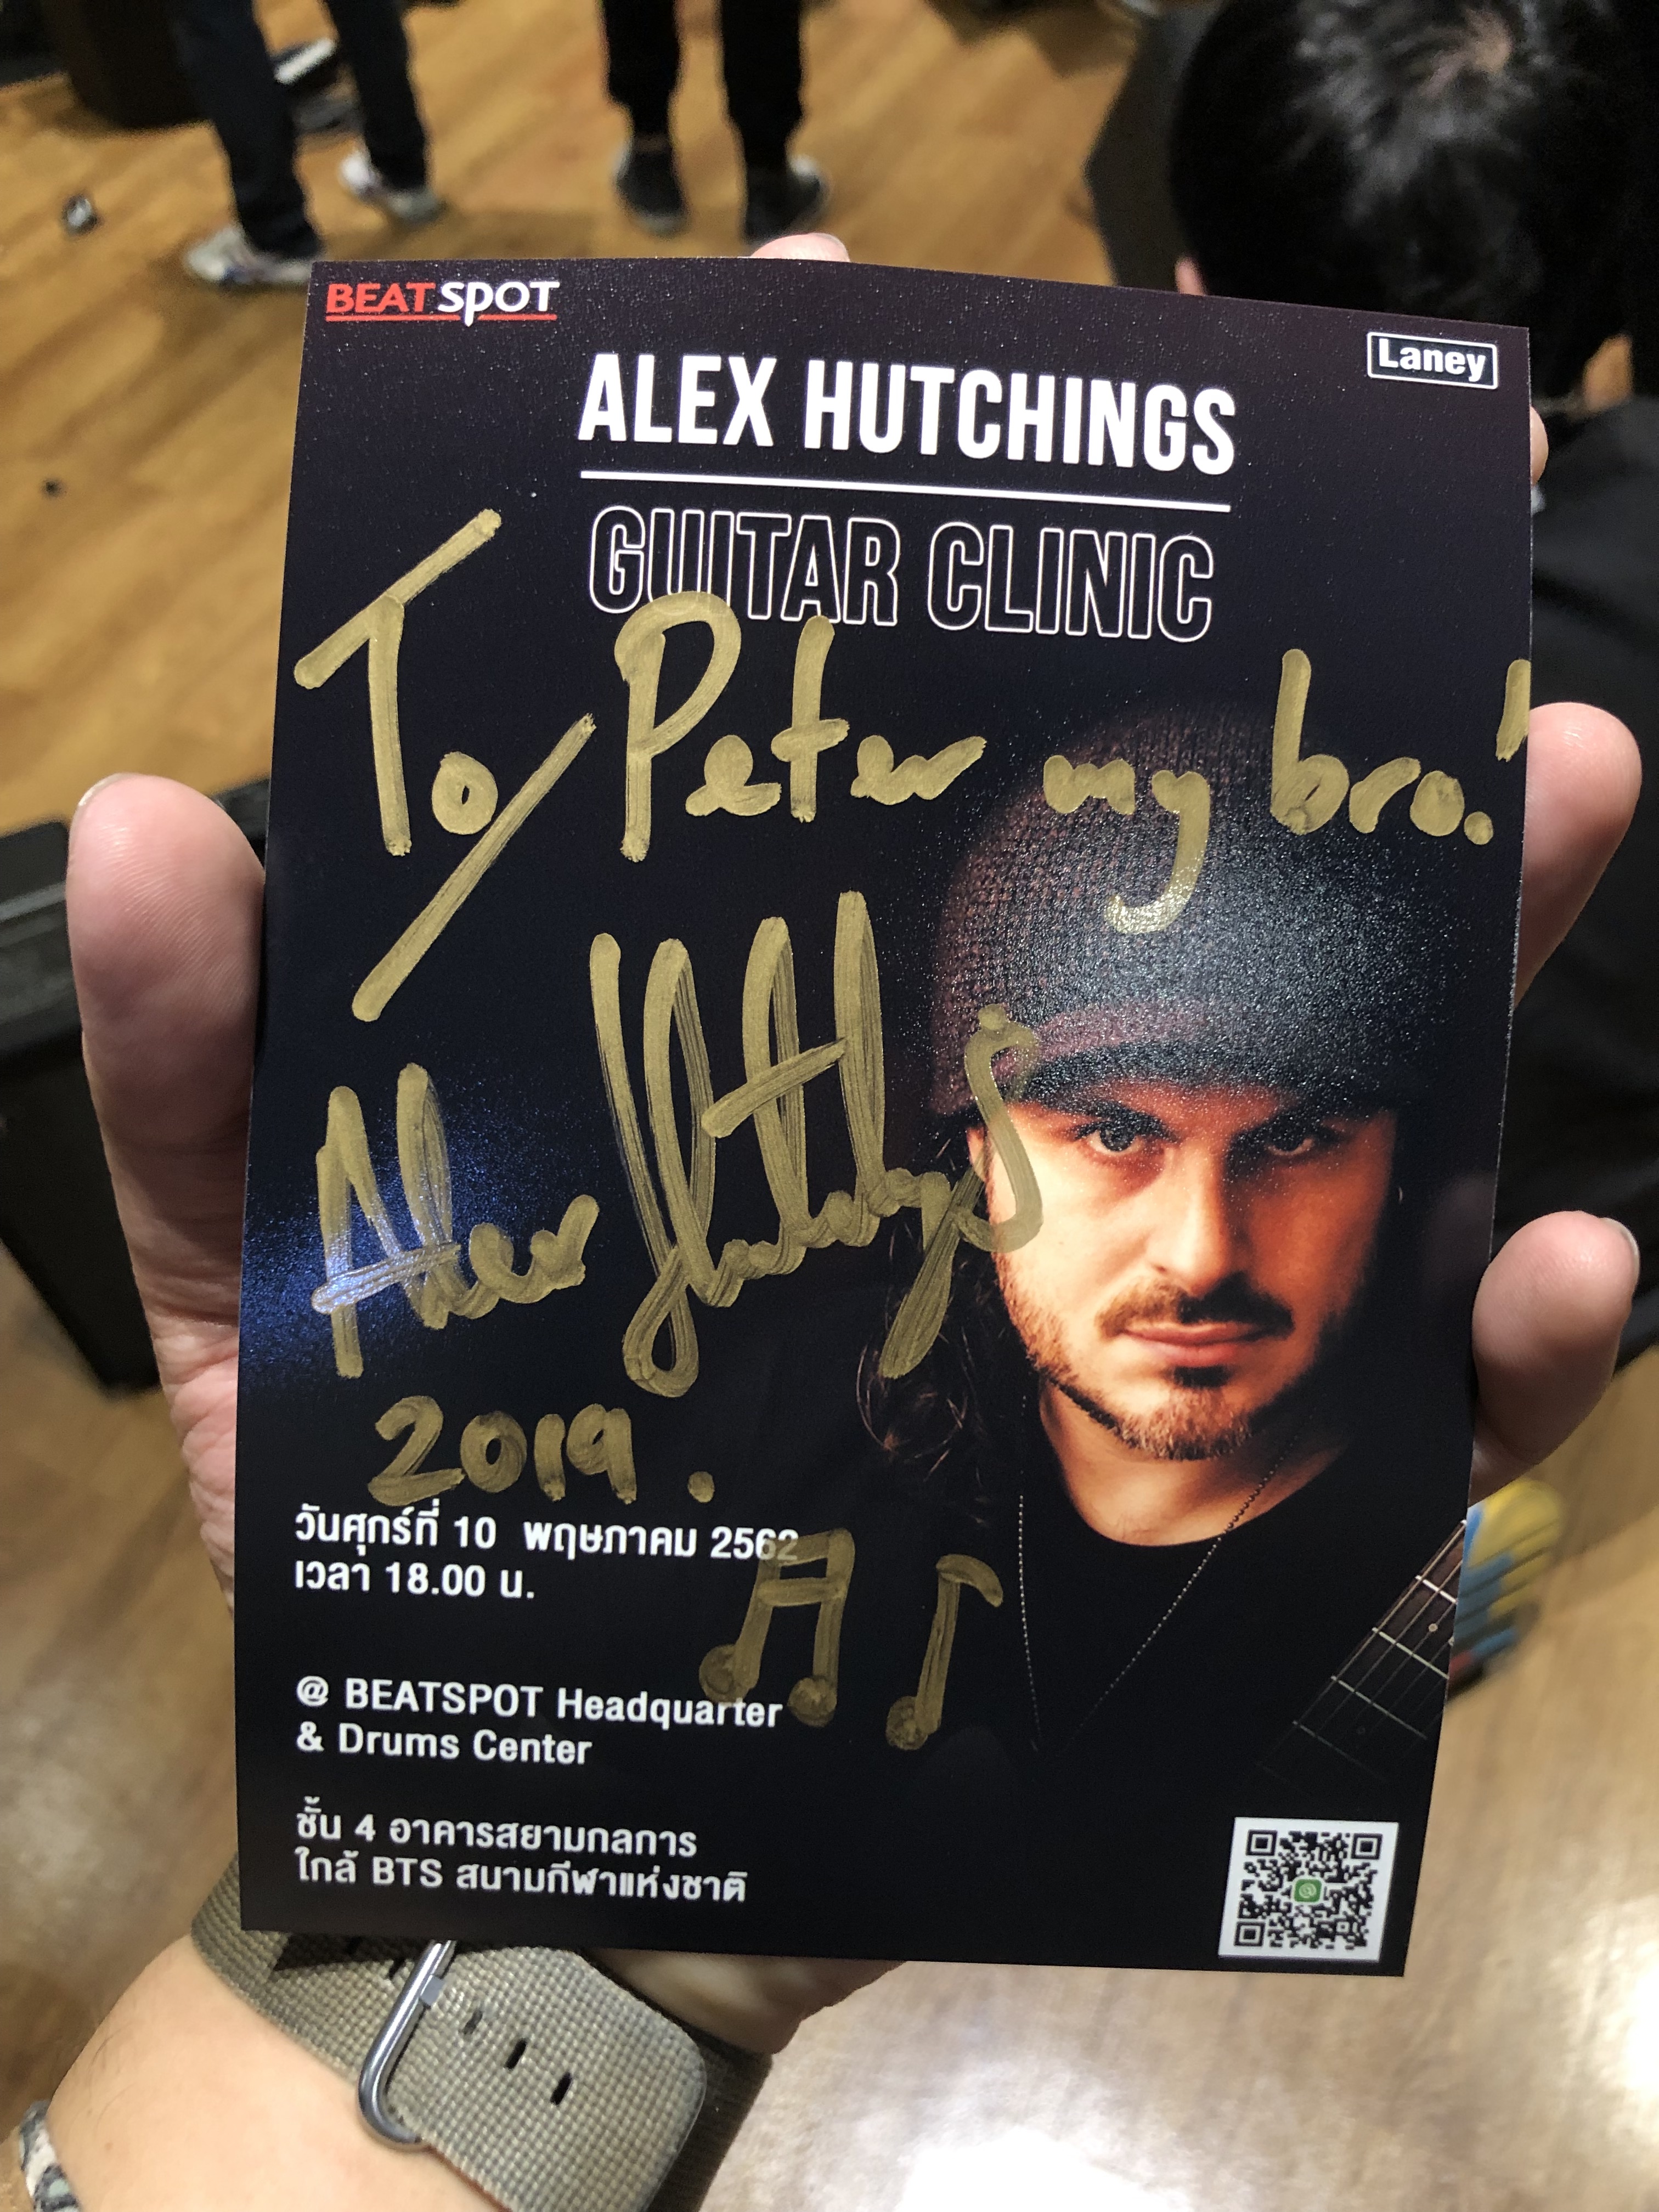 BEATSPOT
Laney
ALEX HUTCHINGS
GUITAR CLINIC
To/ Peter my bro!
Alex Hutchings
2019.
วันศุกร์ที่ 10 พฤษภาคม 2562
เวลา 18.00 น.
@ BEATSPOT Headquarter
& Drums Center
ชั้น 4 อาคารสยามกลการ
ใกล้ BTS สนามกีฬาแห่งชาติ